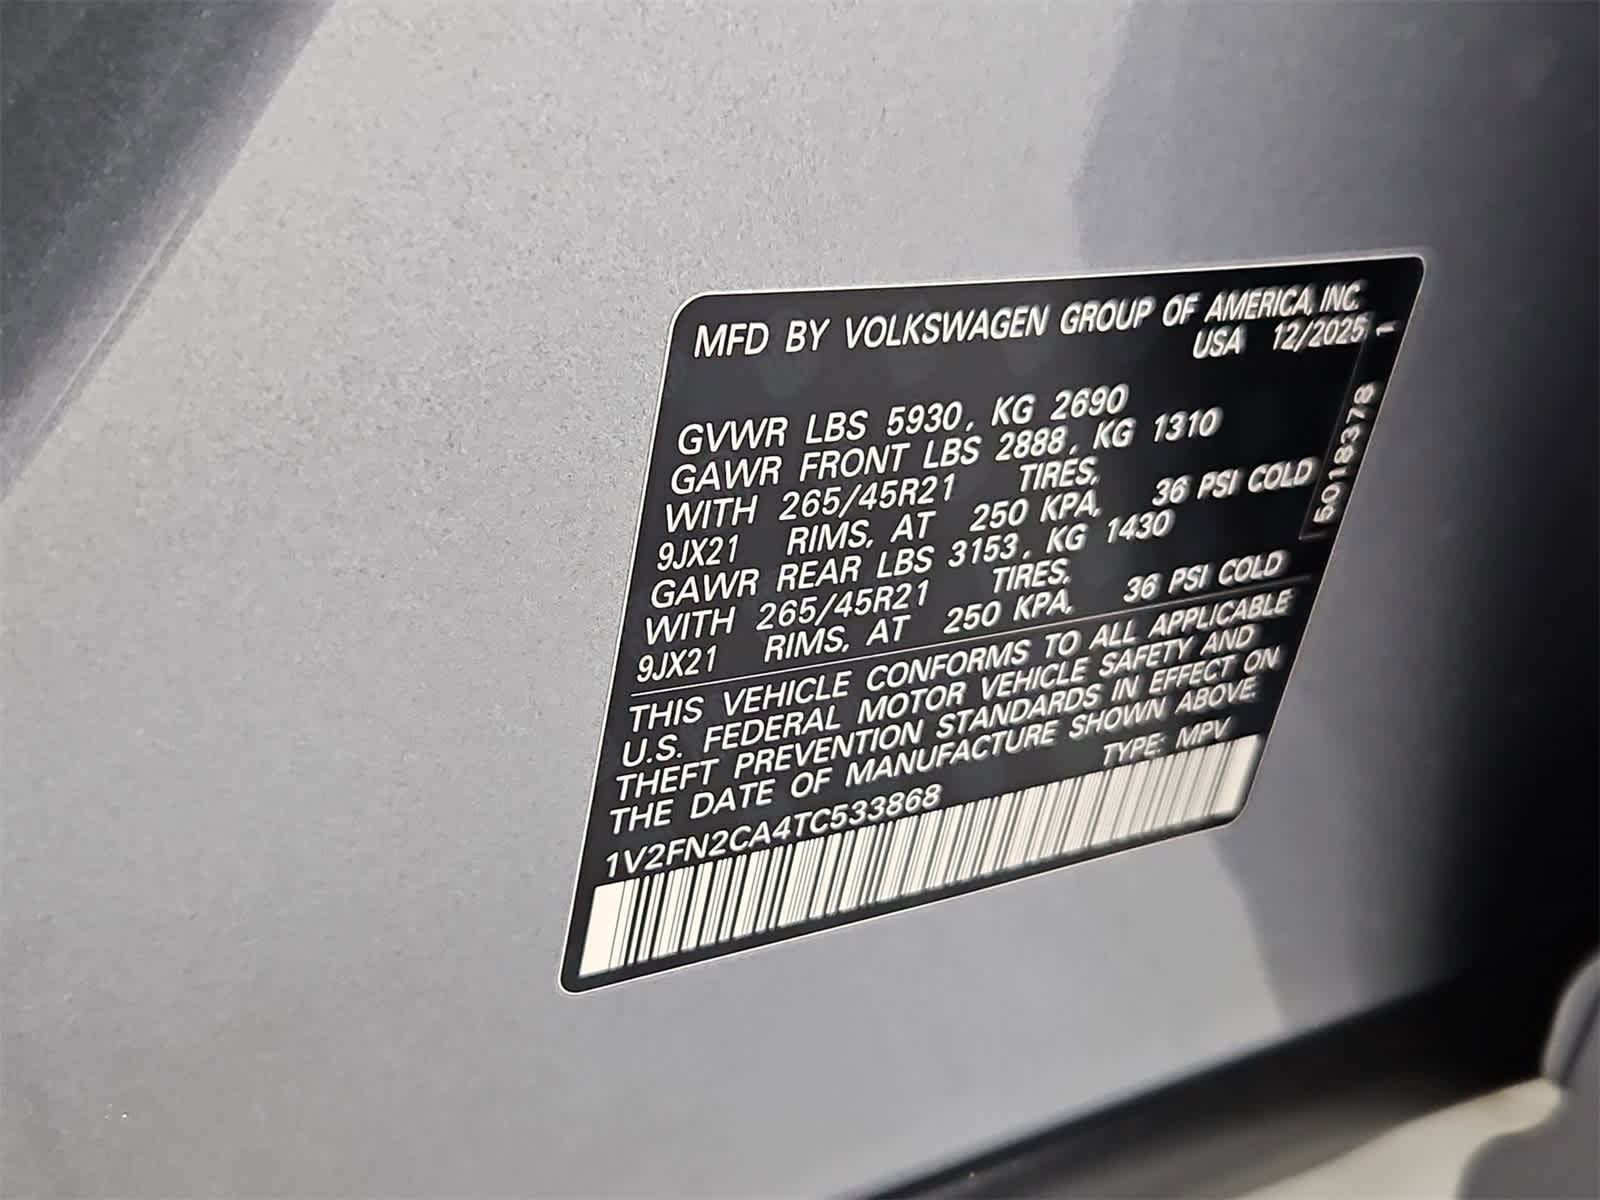 MFD BY VOLKSWAGEN GROUP OF AMERICA, INC.
USA 12/2025 1
GVWR LBS 5930, KG 2690
GAWR FRONT LBS 2888, KG 1310
WITH 265/45R21 TIRES,
9JX21 RIMS, AT 250 KPA, 36 PSI COLD
GAWR REAR LBS 3153, KG 1430
WITH 265/45R21 TIRES,
9JX21 RIMS, AT 250 KPA, 36 PSI COLD
5018378
THIS VEHICLE CONFORMS TO ALL APPLICABLE
U.S. FEDERAL MOTOR VEHICLE SAFETY AND
THEFT PREVENTION STANDARDS IN EFFECT ON
THE DATE OF MANUFACTURE SHOWN ABOVE.
TYPE: MPV
1V2FN2CA4TC533868